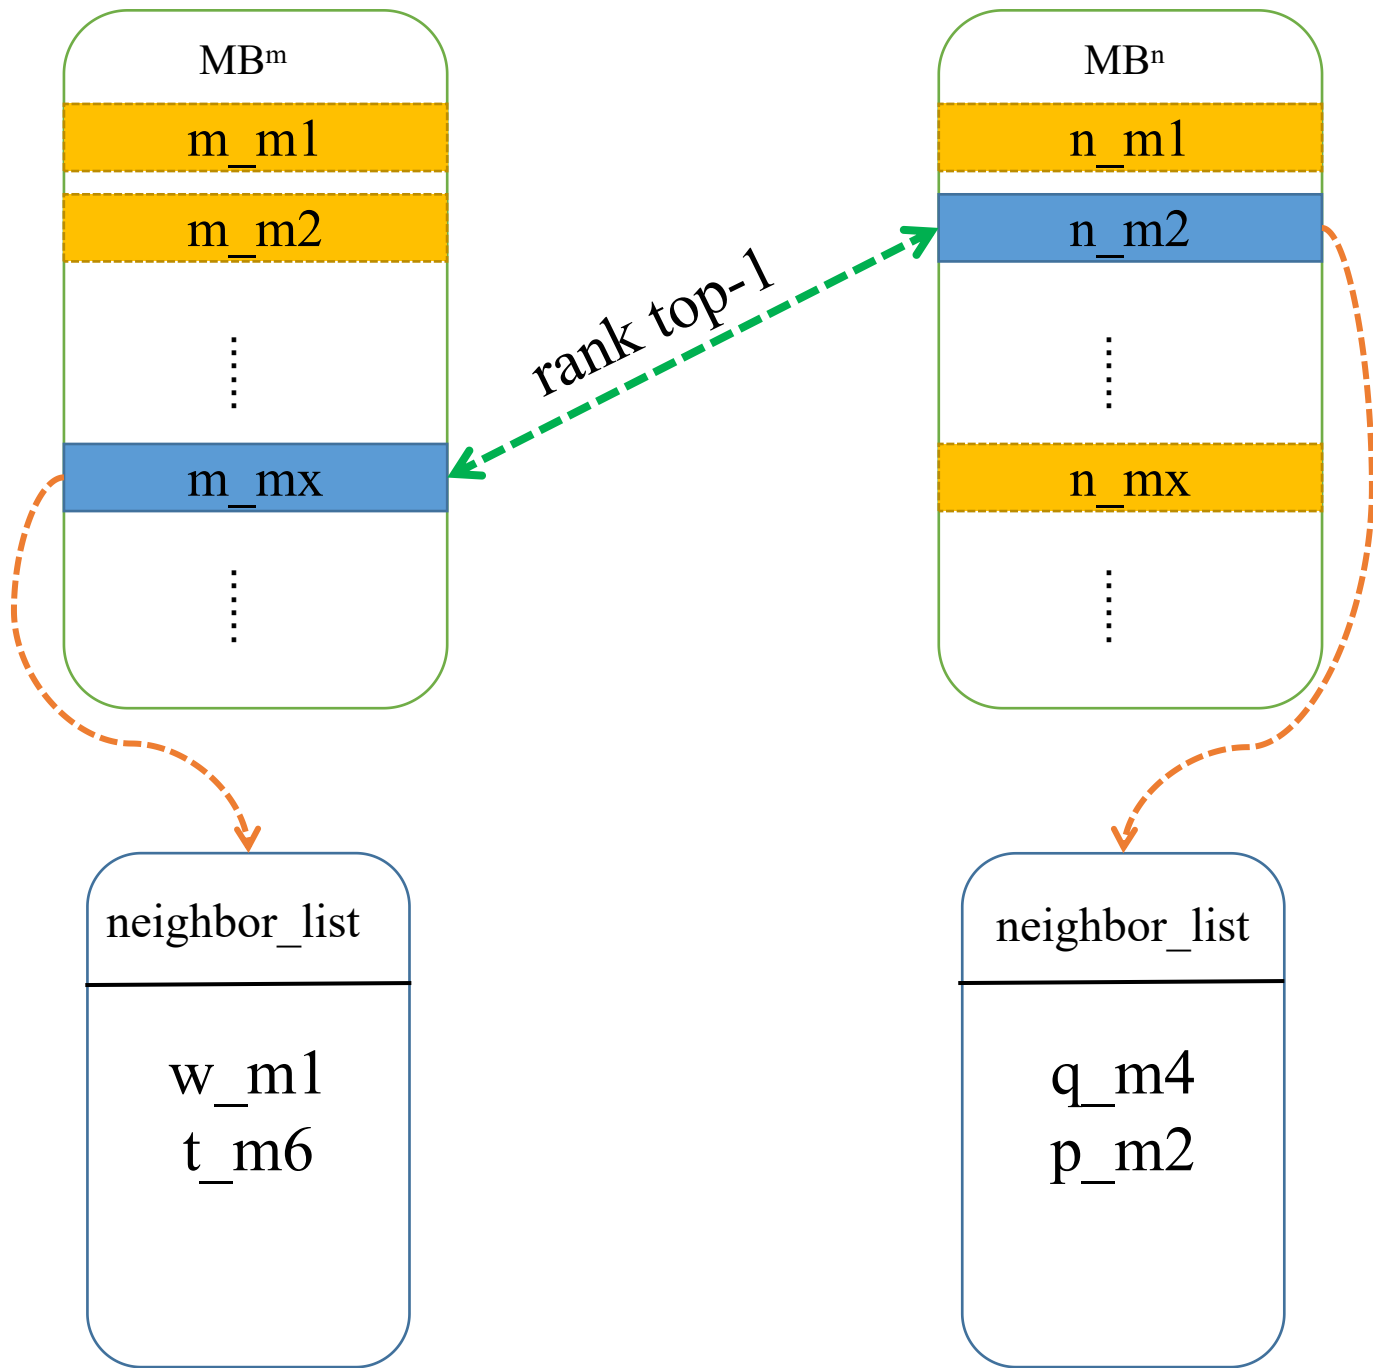 MBᵐ
m_m1
m_m2
m_mx
rank top-1
MBⁿ
n_m1
n_m2
n_mx
neighbor_list
w_m1
t_m6
neighbor_list
q_m4
p_m2